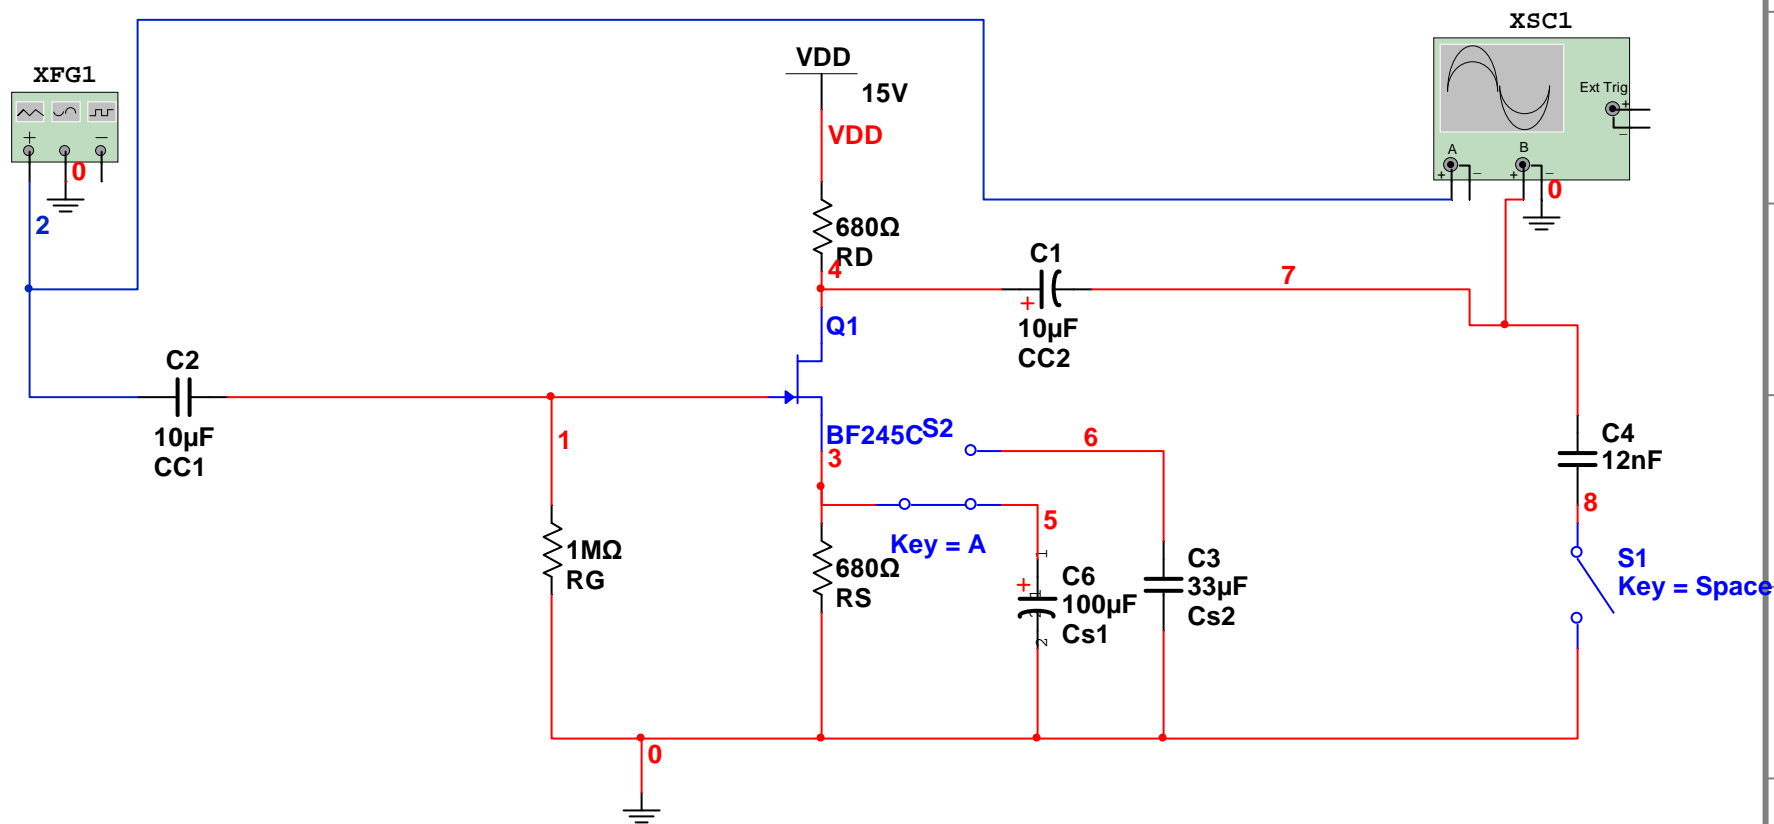 XSC1
VDD
XFG1
15V
Ext Trig
+
VDD
−
+
−
A
B
0
+
−
+
−
0
2
680Ω
RD
4
C1
7
+
10µF
CC2
Q1
C2
10µF
CC1
1
BF245C
S2
6
3
C4
12nF
5
8
Key = A
1MΩ
RG
680Ω
RS
1
+
C6
100µF
Cs1
2
C3
33µF
Cs2
S1
Key = Space
0